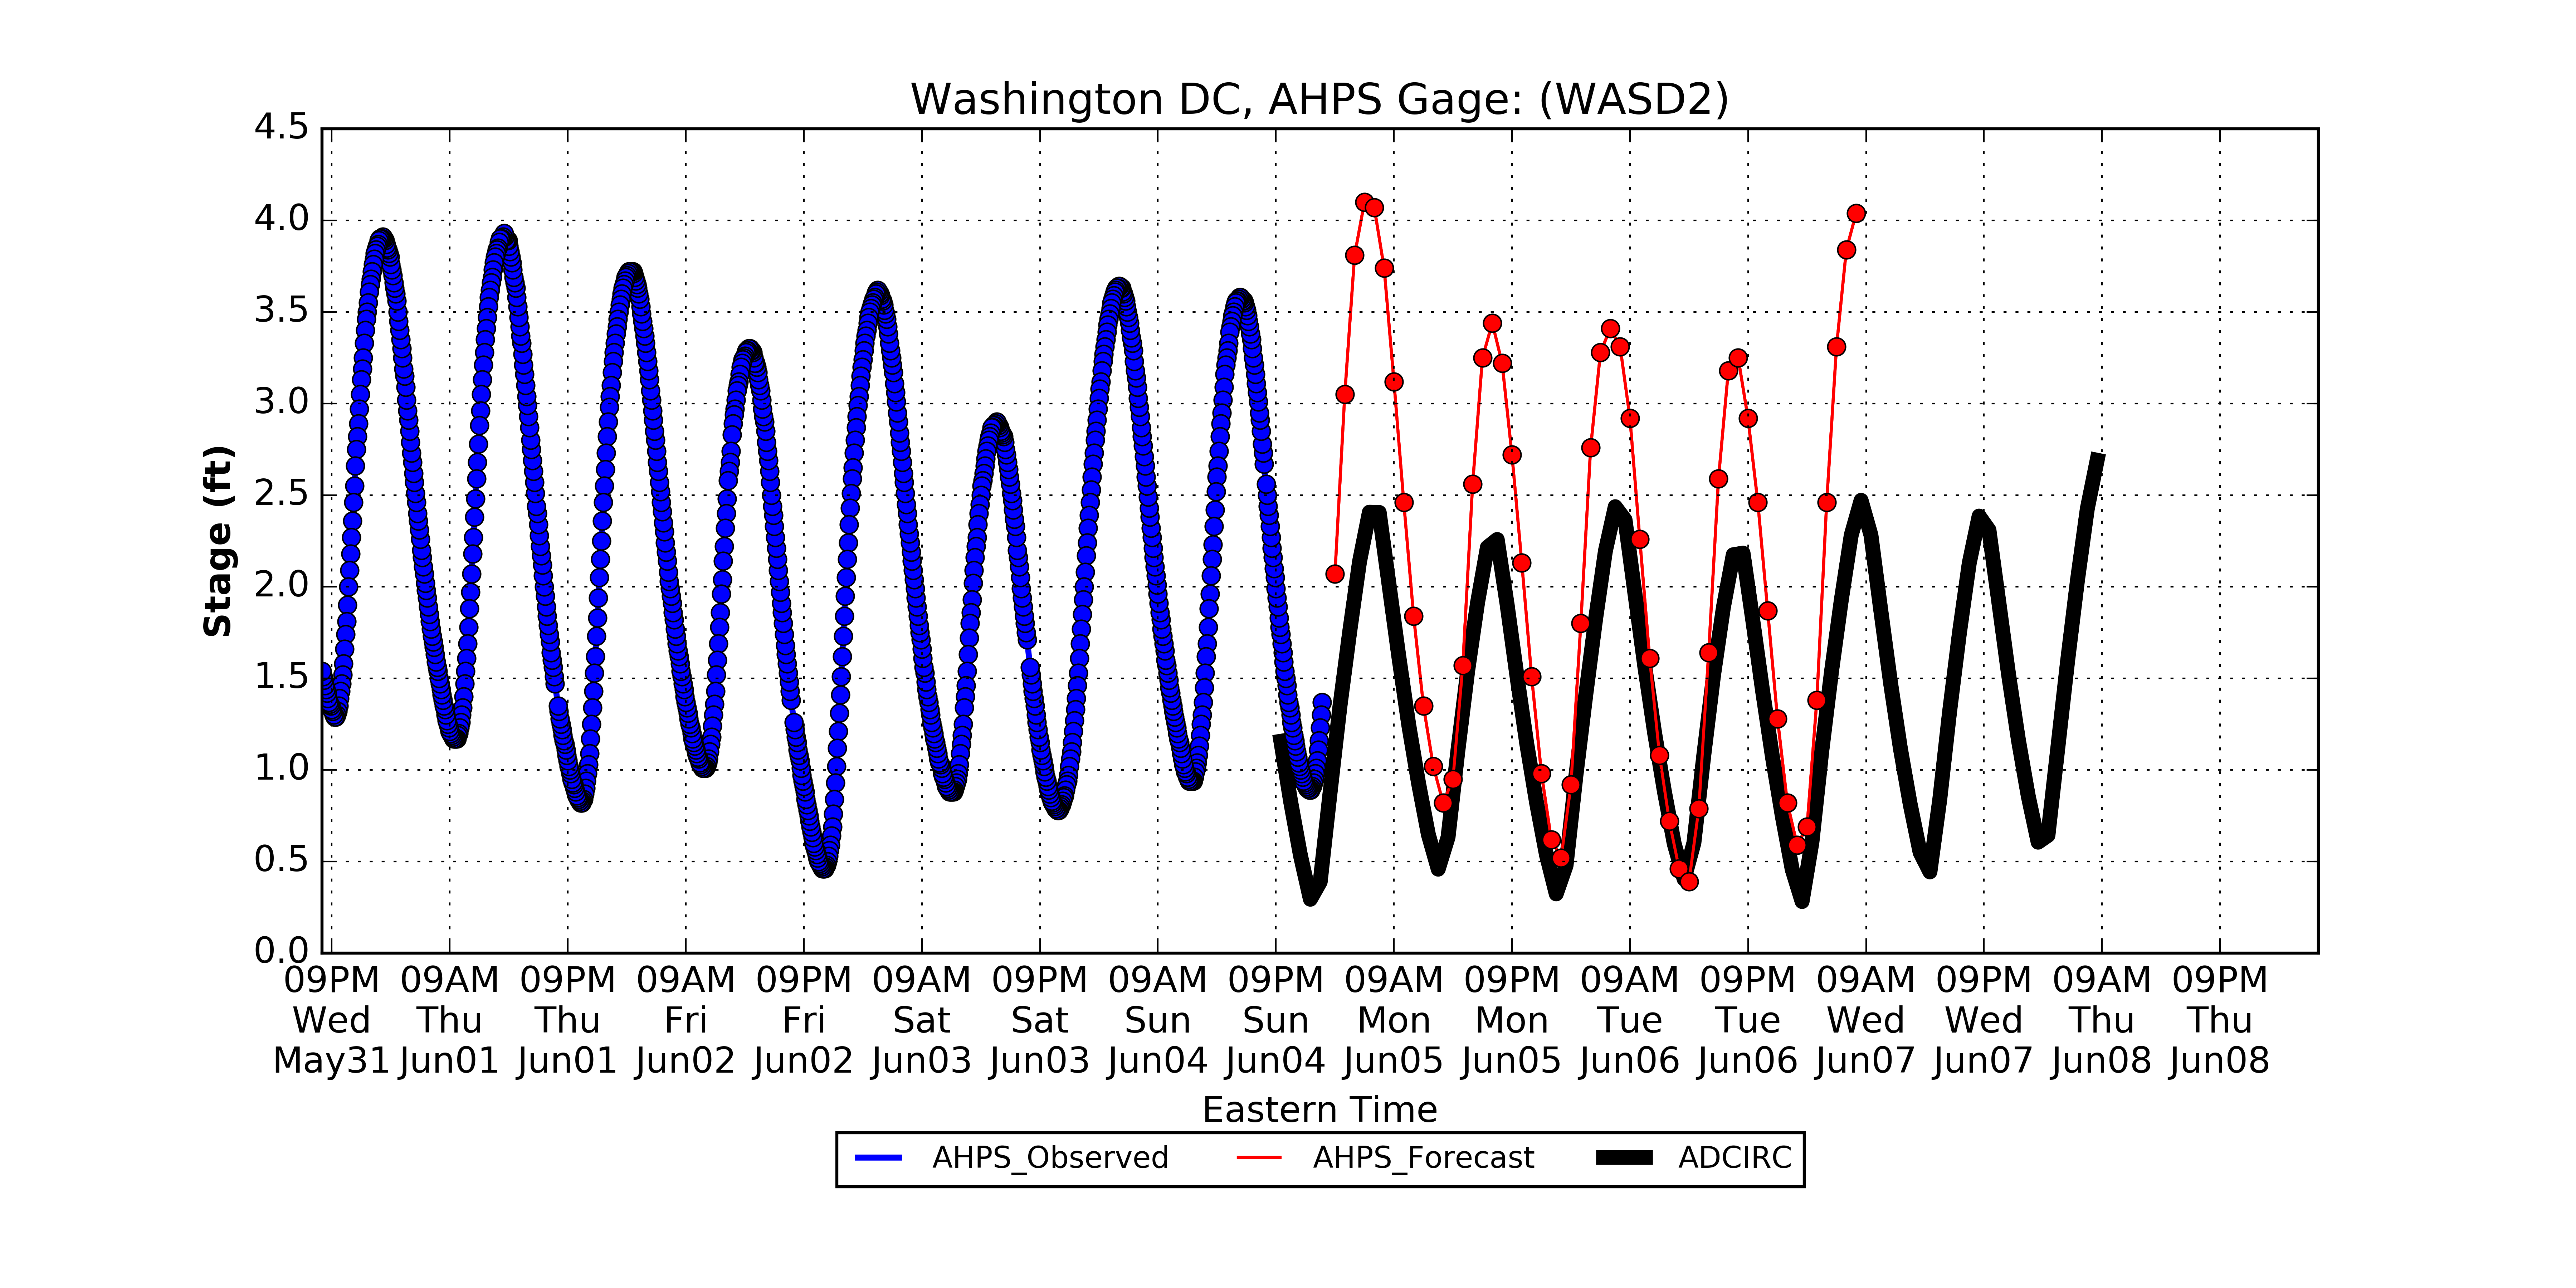 Washington DC, AHPS Gage: (WASD2)
4.5
4.0
3.5
3.0
2.5
2.0
1.5
1.0
0.5
0.0
Stage (ft)
09PM 09AM 09PM 09AM 09PM 09AM 09PM 09AM 09PM 09AM 09PM 09AM 09PM 09AM 09PM 09AM 09PM
Wed Thu Thu Fri Fri Sat Sat Sun Sun Mon Mon Tue Tue Wed Wed Thu Thu
May31 Jun01 Jun01 Jun02 Jun02 Jun03 Jun03 Jun04 Jun04 Jun05 Jun05 Jun06 Jun06 Jun07 Jun07 Jun08 Jun08
Eastern Time
AHPS_Observed AHPS_Forecast ADCIRC